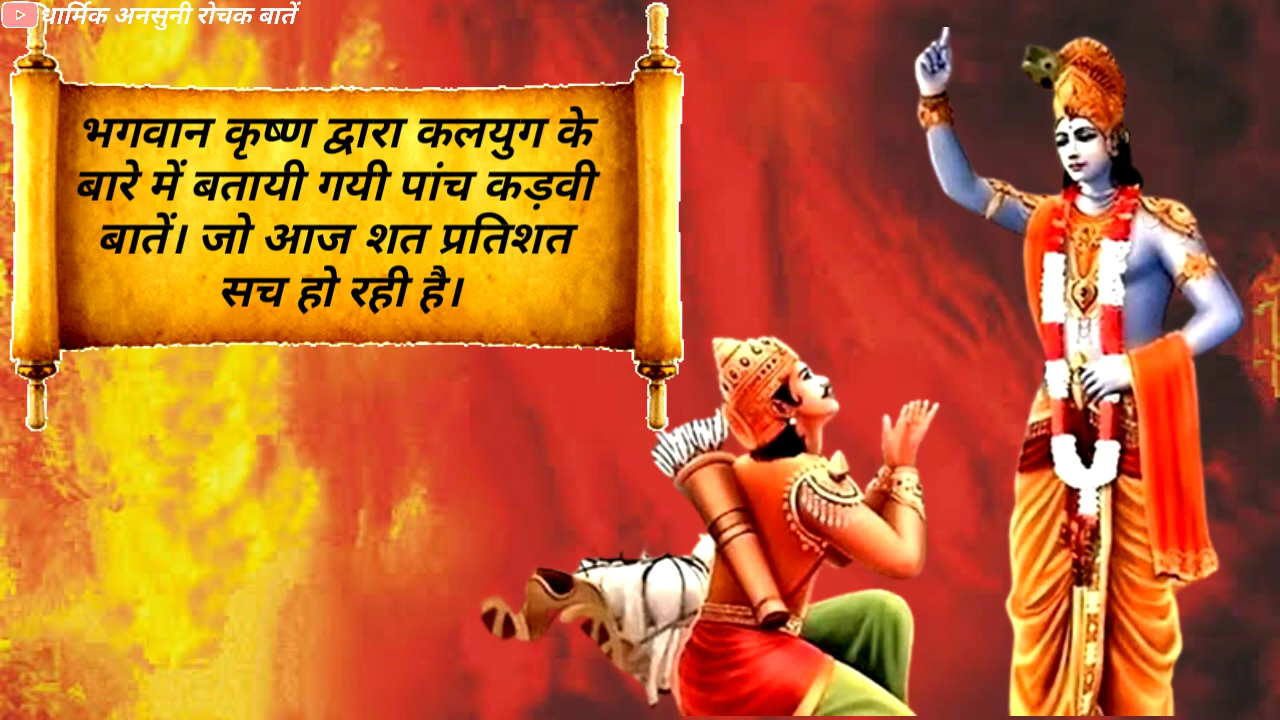 धार्मिक अनसुनी रोचक बातें
भगवान कृष्ण द्वारा कलयुग के
बारे में बतायी गयी पांच कड़वी
बातें। जो आज शत प्रतिशत
सच हो रही है।